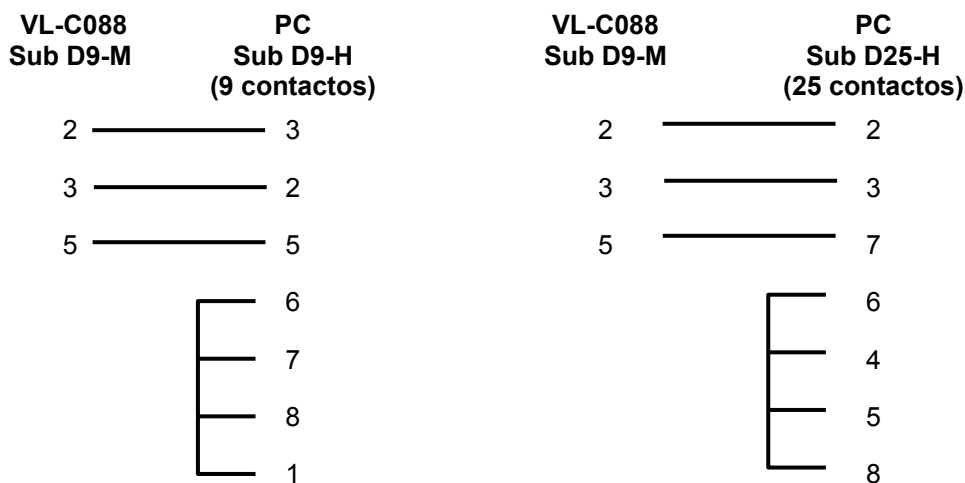 VL-C088 PC
Sub D9-M Sub D9-H
(9 contactos)
2 3
3 2
5 5
6
7
8
1
VL-C088 PC
Sub D9-M Sub D25-H
(25 contactos)
2 2
3 3
5 7
6
4
5
8